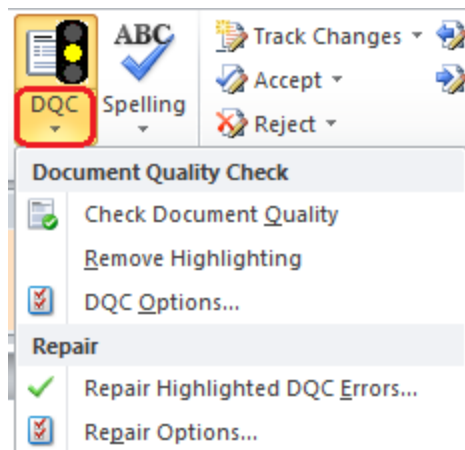 ABC
Track Changes
Accept
DQC
Spelling
Reject
Document Quality Check
Check Document Quality
Remove Highlighting
DQC Options...
Repair
Repair Highlighted DQC Errors...
Repair Options...